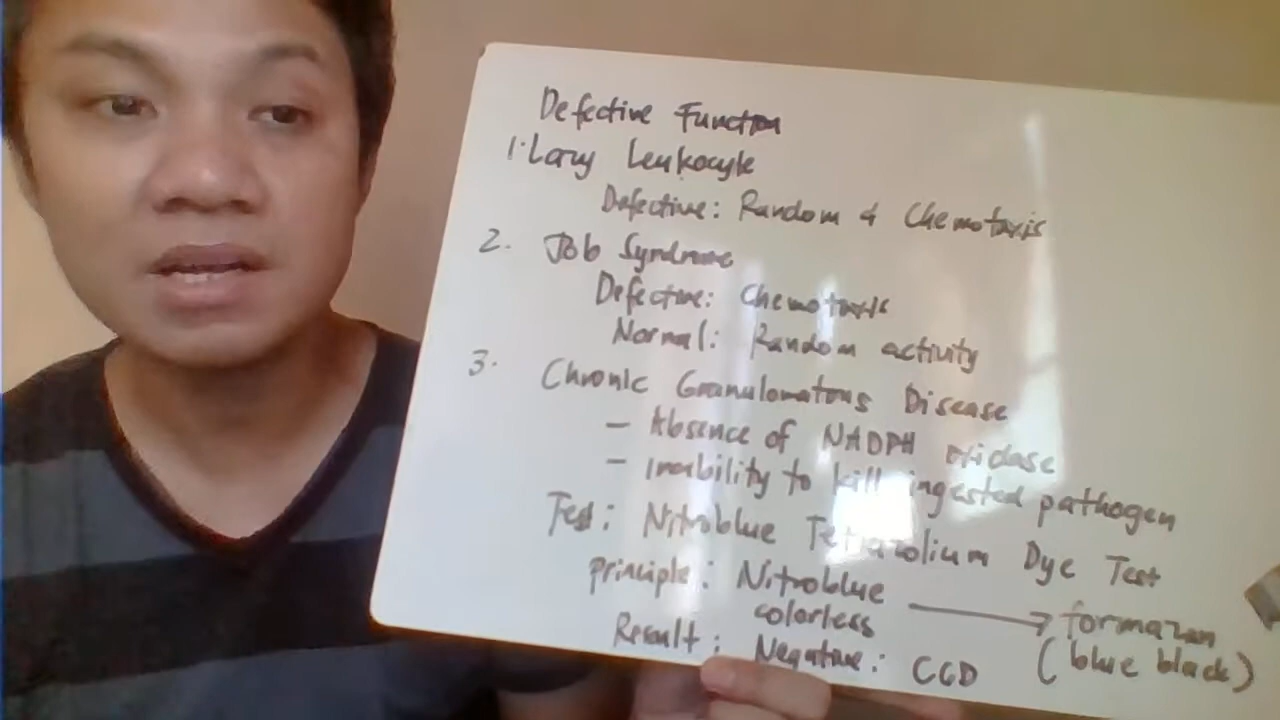 Defective Function
1. Lazy Leukocyte
Defective: Random & Chemotaxis
2. Job Syndrome
Defective: Chemotaxis
Normal: Random activity
3. Chronic Granulomatous Disease
- Absence of NADPH oxidase
- inability to kill ingested pathogen
Test: Nitroblue Tetrazolium Dye Test
principle: Nitroblue → formazan
colorless (blue black)
Result: Negative: CGD